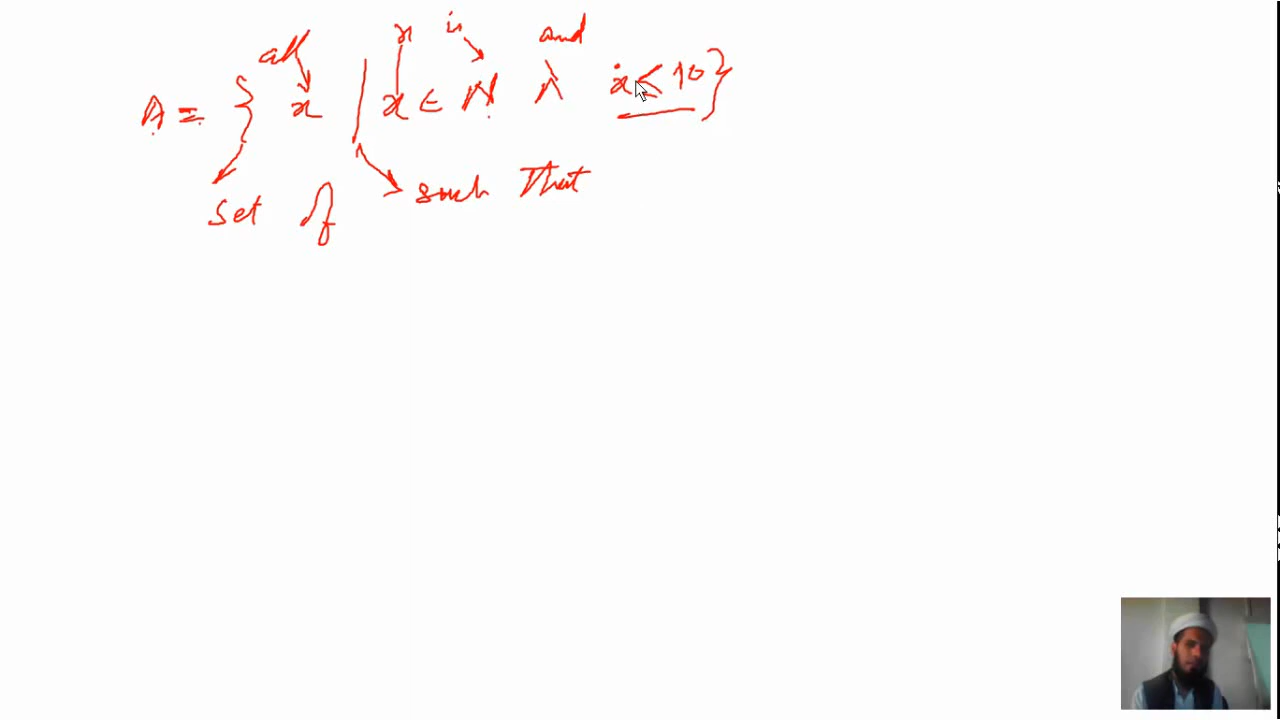 all x is and
A = } x | x ∈ N ∧ x ≤ 10 }
set of such That